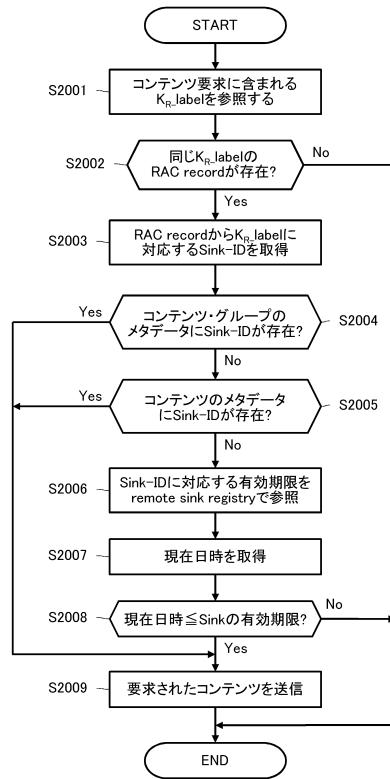 START
S2001
コンテンツ要求に含まれる
KR_labelを参照する
S2002
同じKR_labelの
RAC recordが存在?
No
Yes
S2003
RAC recordからKR_labelに
対応するSink-IDを取得
Yes
コンテンツ・グループの
メタデータにSink-IDが存在?
S2004
No
Yes
コンテンツのメタデータ
にSink-IDが存在?
S2005
No
S2006
Sink-IDに対応する有効期限を
remote sink registryで参照
S2007
現在日時を取得
S2008
現在日時≦Sinkの有効期限?
No
Yes
S2009
要求されたコンテンツを送信
END